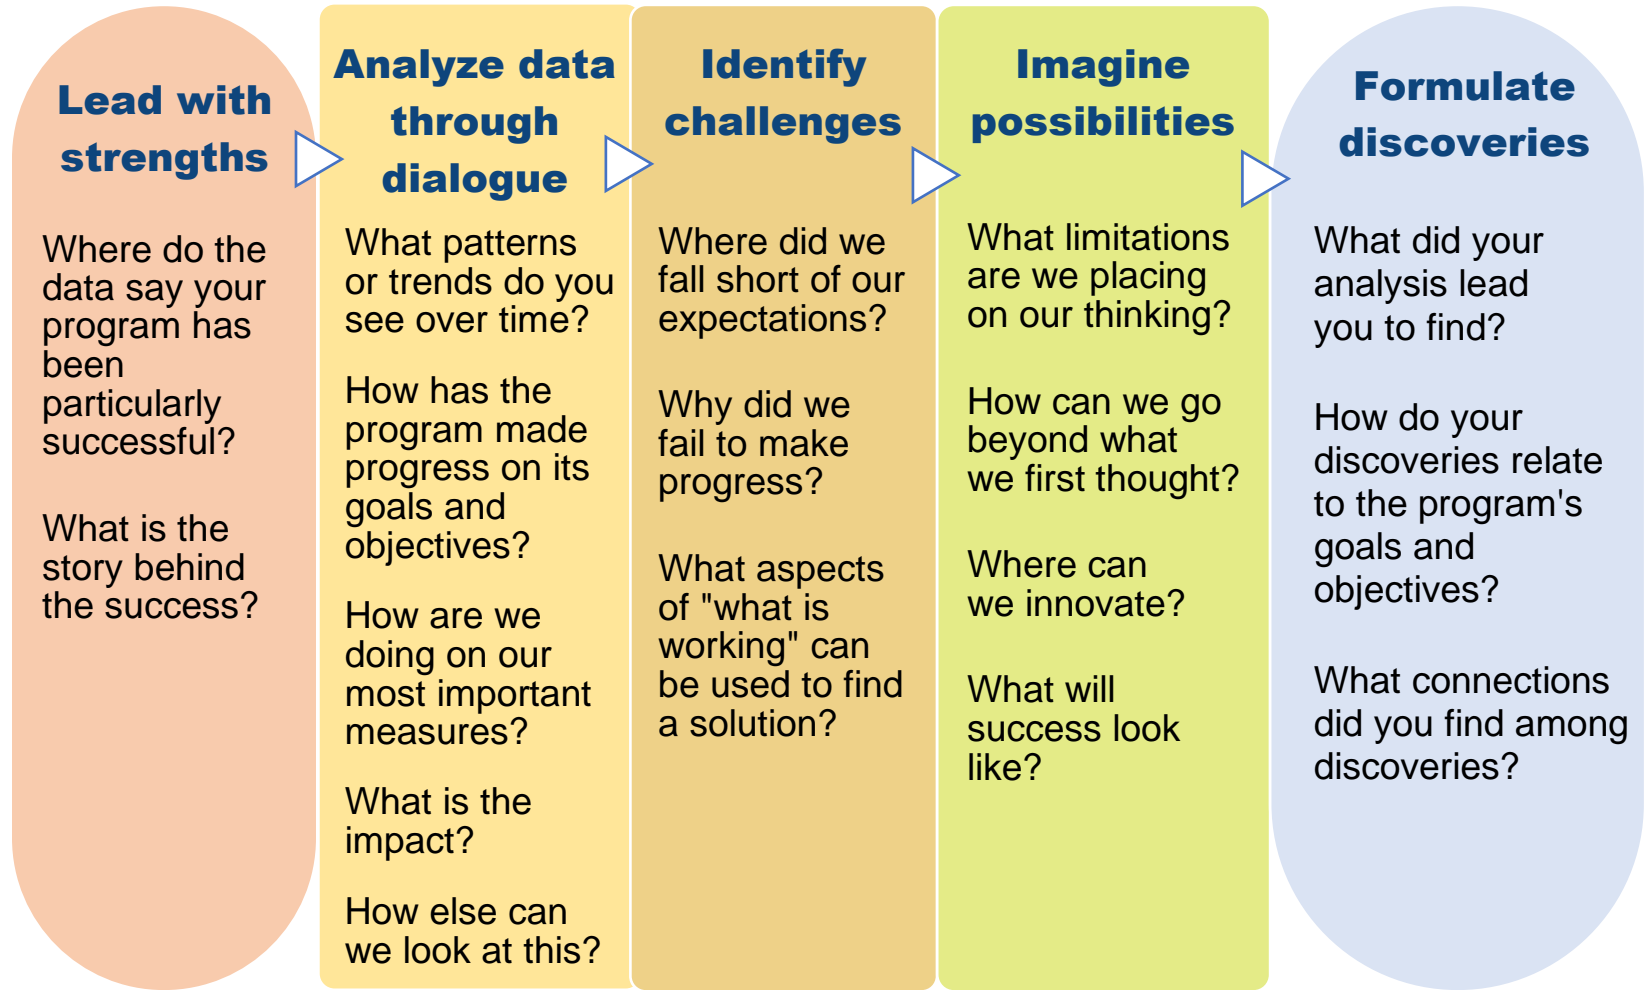 Lead with
strengths
Where do the
data say your
program has
been
particularly
successful?
What is the
story behind
the success?
Analyze data
through
dialogue
What patterns
or trends do you
see over time?
How has the
program made
progress on its
goals and
objectives?
How are we
doing on our
most important
measures?
What is the
impact?
How else can
we look at this?
Identify
challenges
Where did we
fall short of our
expectations?
Why did we
fail to make
progress?
What aspects
of "what is
working" can
be used to find
a solution?
Imagine
possibilities
What limitations
are we placing
on our thinking?
How can we go
beyond what
we first thought?
Where can
we innovate?
What will
success look
like?
Formulate
discoveries
What did your
analysis lead
you to find?
How do your
discoveries relate
to the program's
goals and
objectives?
What connections
did you find among
discoveries?